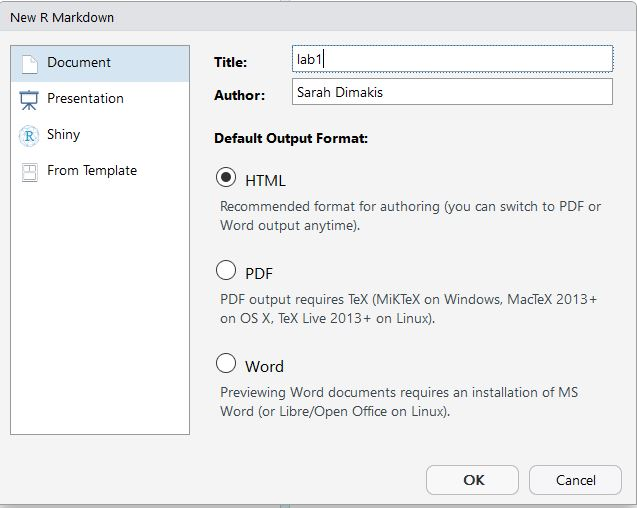 New R Markdown
Document
Presentation
Shiny
From Template
Title:
lab1
Author:
Sarah Dimakis
Default Output Format:
HTML
Recommended format for authoring (you can switch to PDF or
Word output anytime).
PDF
PDF output requires TeX (MiKTeX on Windows, MacTeX 2013+
on OS X, TeX Live 2013+ on Linux).
Word
Previewing Word documents requires an installation of MS
Word (or Libre/Open Office on Linux).
OK
Cancel